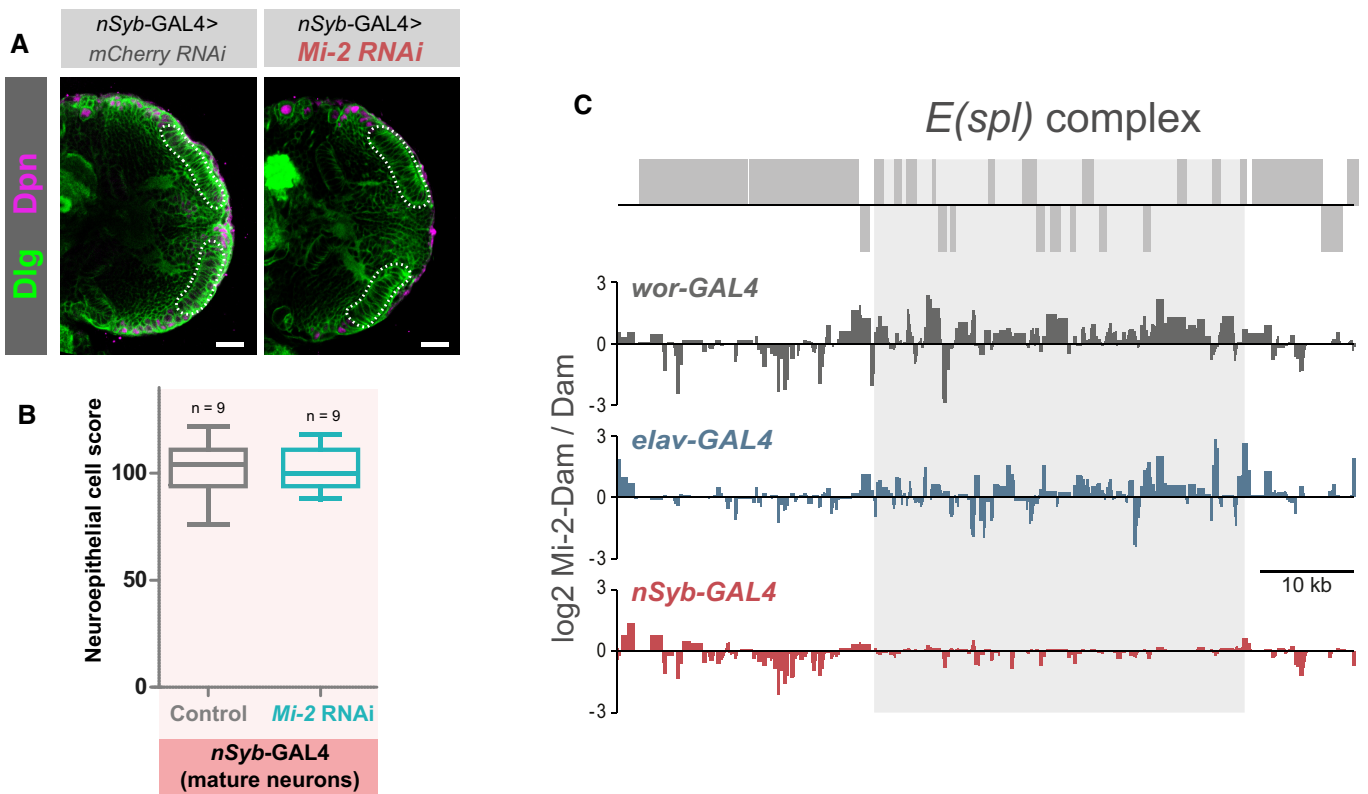 A
nSyb-GAL4>
mCherry RNAi
nSyb-GAL4>
Mi-2 RNAi
Dlg Dpn
B
Neuroepithelial cell score
100
50
0
n = 9
n = 9
Control
Mi-2 RNAi
nSyb-GAL4
(mature neurons)
C
E(spl) complex
log2 Mi-2-Dam / Dam
3
0
-3
wor-GAL4
3
0
-3
elav-GAL4
10 kb
3
0
-3
nSyb-GAL4